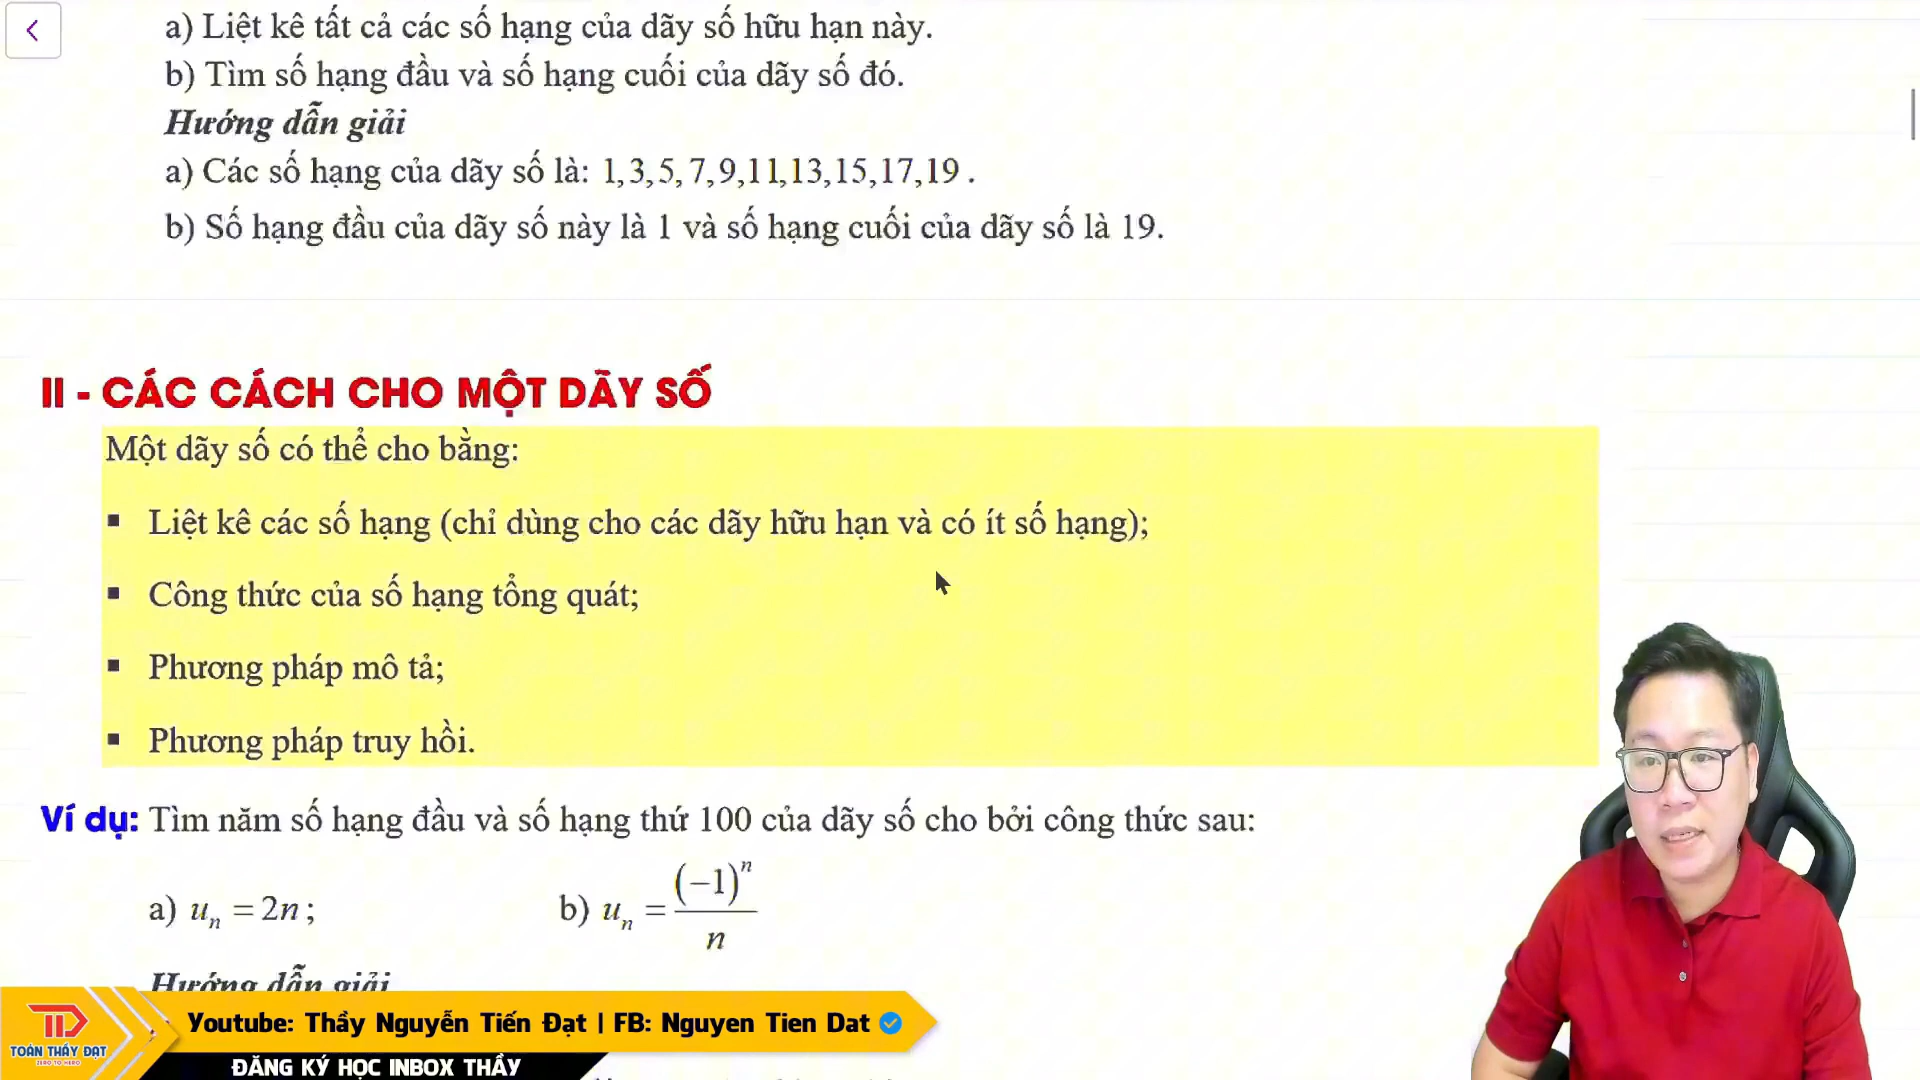 a) Liệt kê tất cả các số hạng của dãy số hữu hạn này.
b) Tìm số hạng đầu và số hạng cuối của dãy số đó.
Hướng dẫn giải
a) Các số hạng của dãy số là: 1,3,5,7,9,11,13,15,17,19.
b) Số hạng đầu của dãy số này là 1 và số hạng cuối của dãy số là 19.
II - CÁC CÁCH CHO MỘT DÃY SỐ
Một dãy số có thể cho bằng:
▪ Liệt kê các số hạng (chỉ dùng cho các dãy hữu hạn và có ít số hạng);
▪ Công thức của số hạng tổng quát;
▪ Phương pháp mô tả;
▪ Phương pháp truy hồi.
Ví dụ: Tìm năm số hạng đầu và số hạng thứ 100 của dãy số cho bởi công thức sau:
a) uₙ = 2n; b) uₙ = (−1)ⁿ/n
Hướng dẫn giải
Youtube: Thầy Nguyễn Tiến Đạt | FB: Nguyen Tien Dat
TOÁN THẦY ĐẠT
ZERO TO HERO
ĐĂNG KÝ HỌC INBOX THẦY